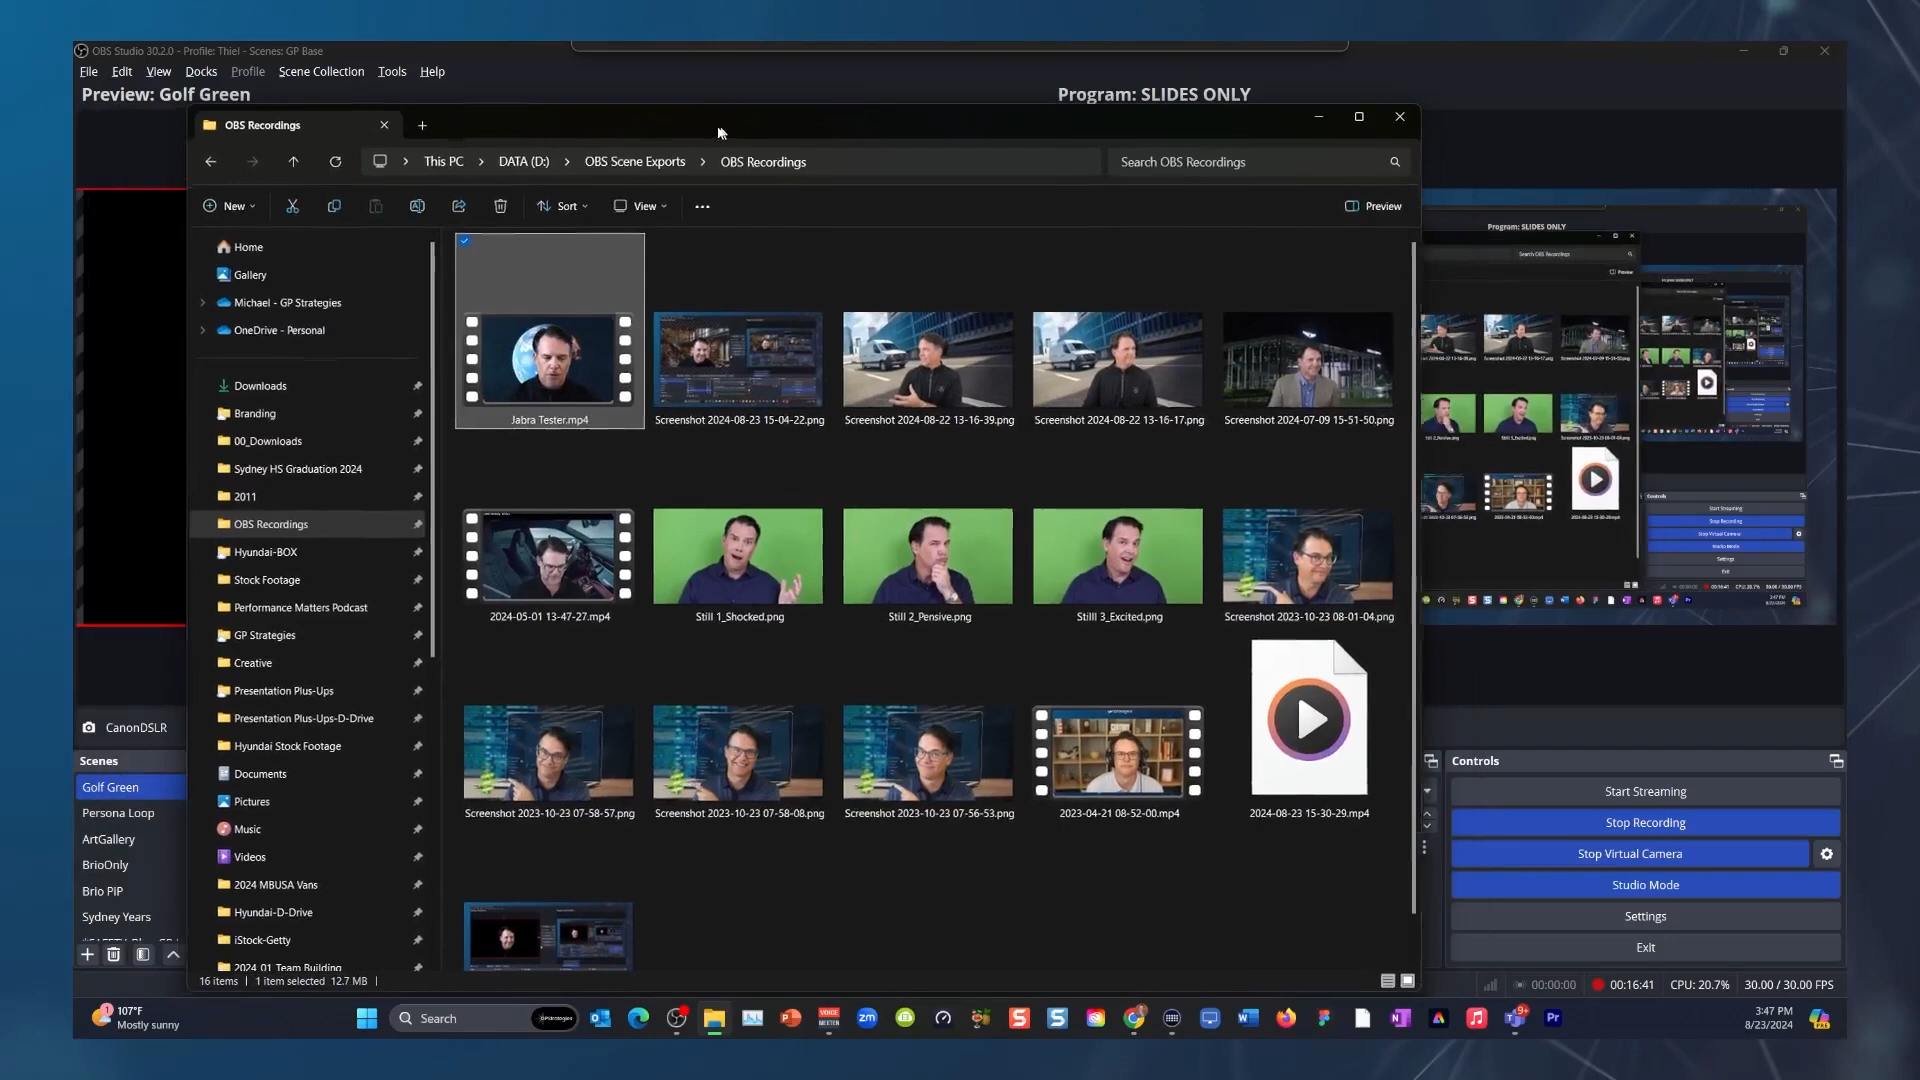 OBS Studio 30.2.0 - Profile: Thiel - Scenes: GP Base
File Edit View Docks Profile Scene Collection Tools Help
Preview: Golf Green
Program: SLIDES ONLY
OBS Recordings
This PC > DATA (D:) > OBS Scene Exports > OBS Recordings
Search OBS Recordings
New
Sort
View
Preview
Home
Gallery
Michael - GP Strategies
OneDrive - Personal
Downloads
Branding
00_Downloads
Sydney HS Graduation 2024
2011
OBS Recordings
Hyundai-BOX
Stock Footage
Performance Matters Podcast
GP Strategies
Creative
Presentation Plus-Ups
Presentation Plus-Ups-D-Drive
Hyundai Stock Footage
Documents
Pictures
Music
Videos
2024 MBUSA Vans
Hyundai-D-Drive
iStock-Getty
2024 01 Team Building
Jabra Tester.mp4
Screenshot 2024-08-23 15-04-22.png
Screenshot 2024-08-22 13-16-39.png
Screenshot 2024-08-22 13-16-17.png
Screenshot 2024-07-09 15-51-50.png
2024-05-01 13-47-27.mp4
Still 1_Shocked.png
Still 2_Pensive.png
Stilll 3_Excited.png
Screenshot 2023-10-23 08-01-04.png
Screenshot 2023-10-23 07-58-57.png
Screenshot 2023-10-23 07-58-08.png
Screenshot 2023-10-23 07-56-53.png
2023-04-21 08-52-00.mp4
2024-08-23 15-30-29.mp4
16 items
1 item selected 12.7 MB
Program: SLIDES ONLY
Search OBS Recordings
Preview
CanonDSLR
Scenes
Golf Green
Persona Loop
ArtGallery
BrioOnly
Brio PIP
Sydney Years
Controls
Start Streaming
Stop Recording
Stop Virtual Camera
Studio Mode
Settings
Exit
00:00:00
00:16:41
CPU: 20.7%
30.00 / 30.00 FPS
107°F
Mostly sunny
Search
3:47 PM
8/23/2024